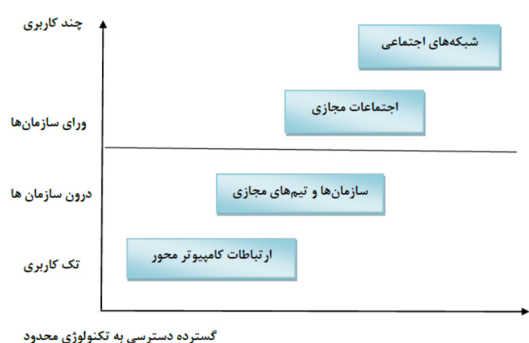 چند کاربری
شبکه‌های اجتماعی
اجتماعات مجازی
ورای سازمان‌ها
درون سازمان ها
سازمان‌ها و تیم‌های مجازی
ارتباطات کامپیوتر محور
تک کاربری
گسترده دسترسی به تکنولوژی محدود